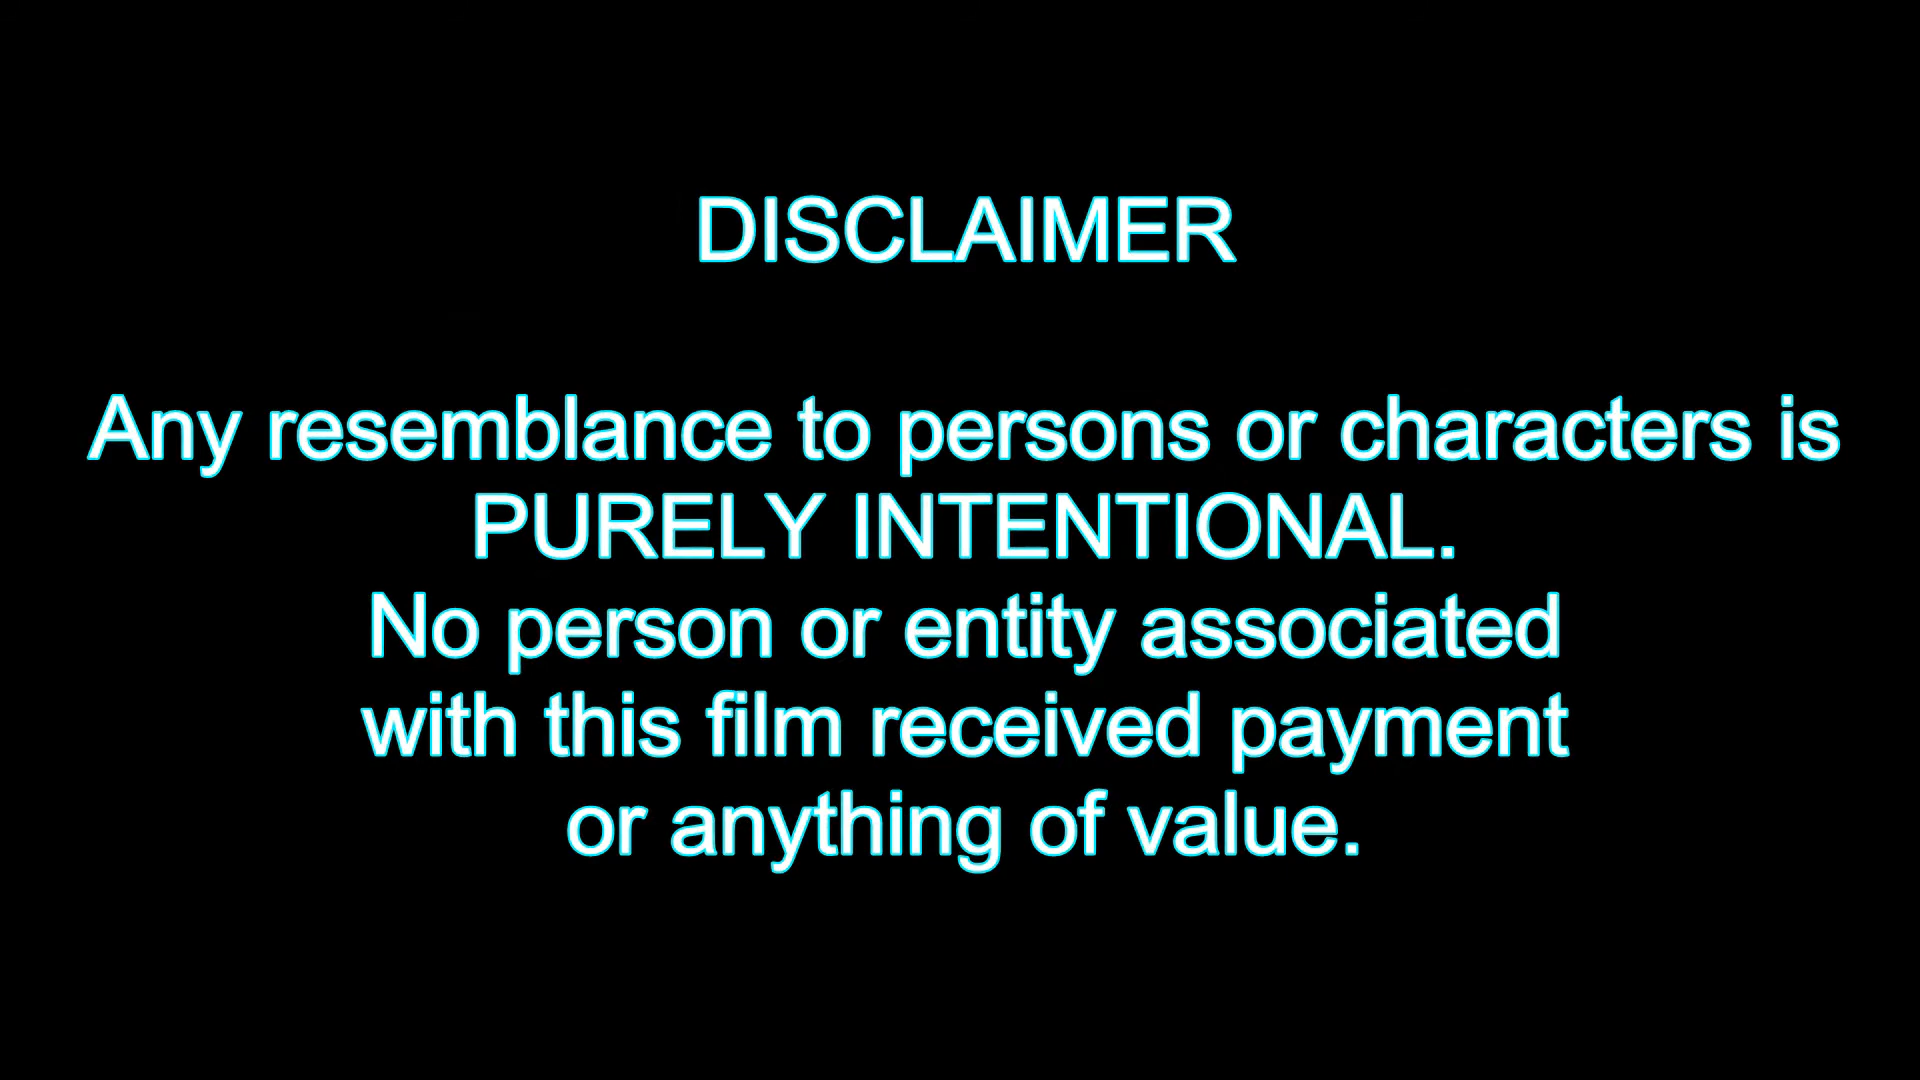 DISCLAIMER
Any resemblance to persons or characters is
PURELY INTENTIONAL.
No person or entity associated
with this film received payment
or anything of value.